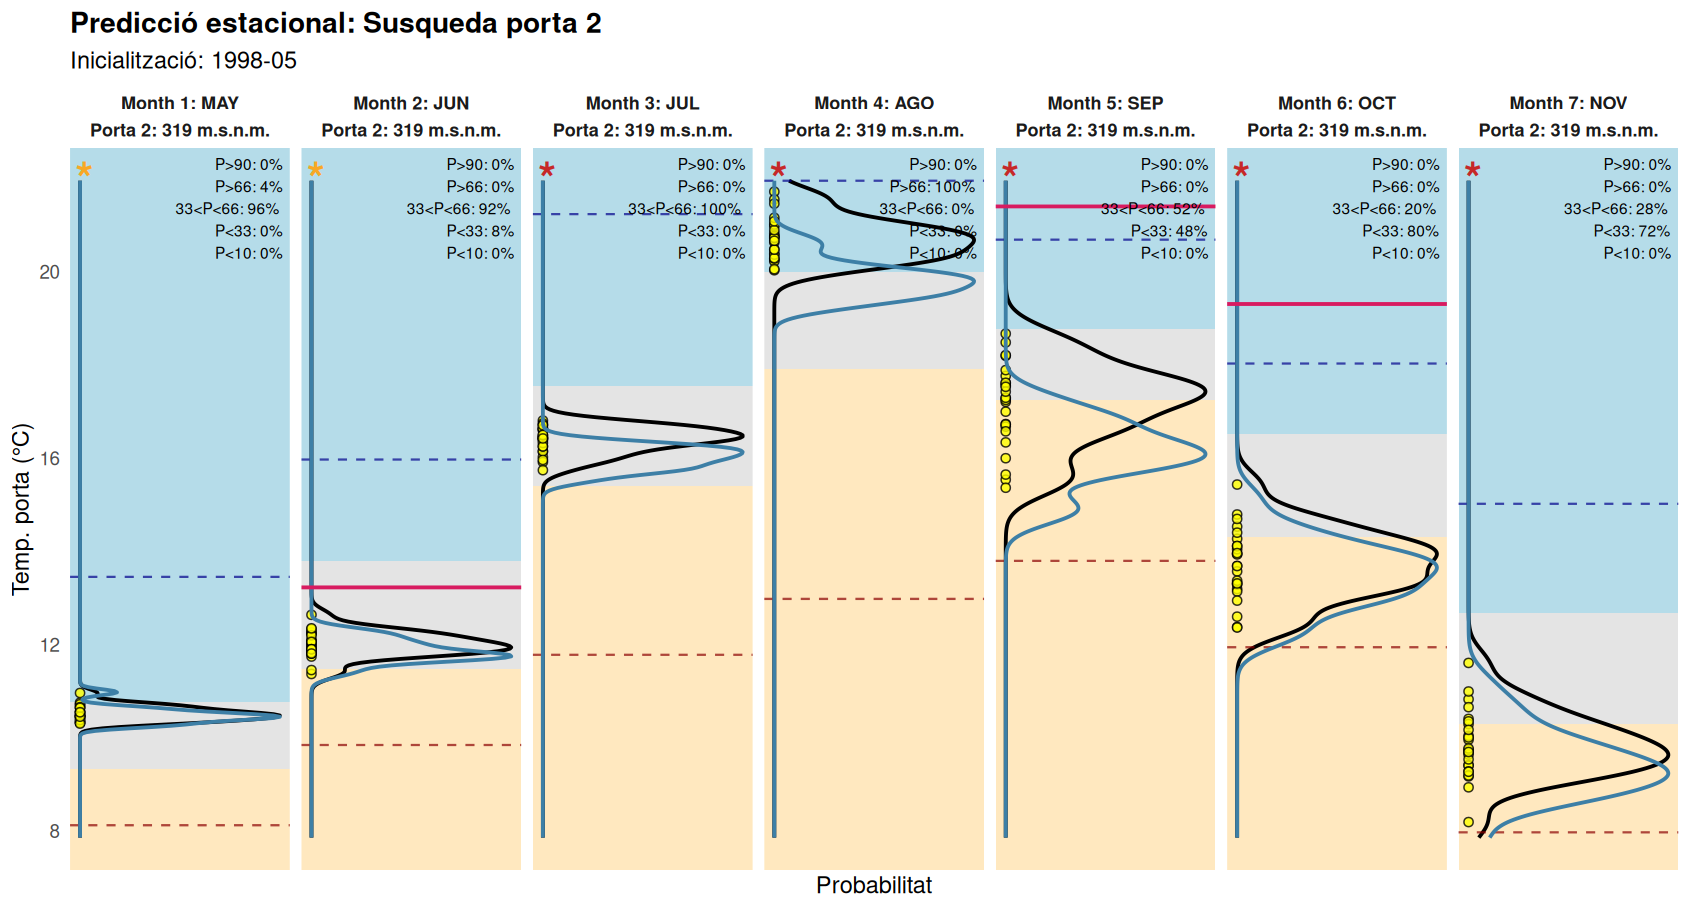 Predicció estacional: Susqueda porta 2
Inicialització: 1998-05
Month 1: MAY
Porta 2: 319 m.s.n.m.
Month 2: JUN
Porta 2: 319 m.s.n.m.
Month 3: JUL
Porta 2: 319 m.s.n.m.
Month 4: AGO
Porta 2: 319 m.s.n.m.
Month 5: SEP
Porta 2: 319 m.s.n.m.
Month 6: OCT
Porta 2: 319 m.s.n.m.
Month 7: NOV
Porta 2: 319 m.s.n.m.
*
P>90: 0%
P>66: 4%
33<P<66: 96%
P<33: 0%
P<10: 0%
*
P>90: 0%
P>66: 0%
33<P<66: 92%
P<33: 8%
P<10: 0%
*
P>90: 0%
P>66: 0%
33<P<66: 100%
P<33: 0%
P<10: 0%
*
P>90: 0%
P>66: 100%
33<P<66: 0%
P<33: 0%
P<10: 0%
*
P>90: 0%
P>66: 0%
33<P<66: 52%
P<33: 48%
P<10: 0%
*
P>90: 0%
P>66: 0%
33<P<66: 20%
P<33: 80%
P<10: 0%
*
P>90: 0%
P>66: 0%
33<P<66: 28%
P<33: 72%
P<10: 0%
20
16
12
8
Temp. porta (°C)
Probabilitat